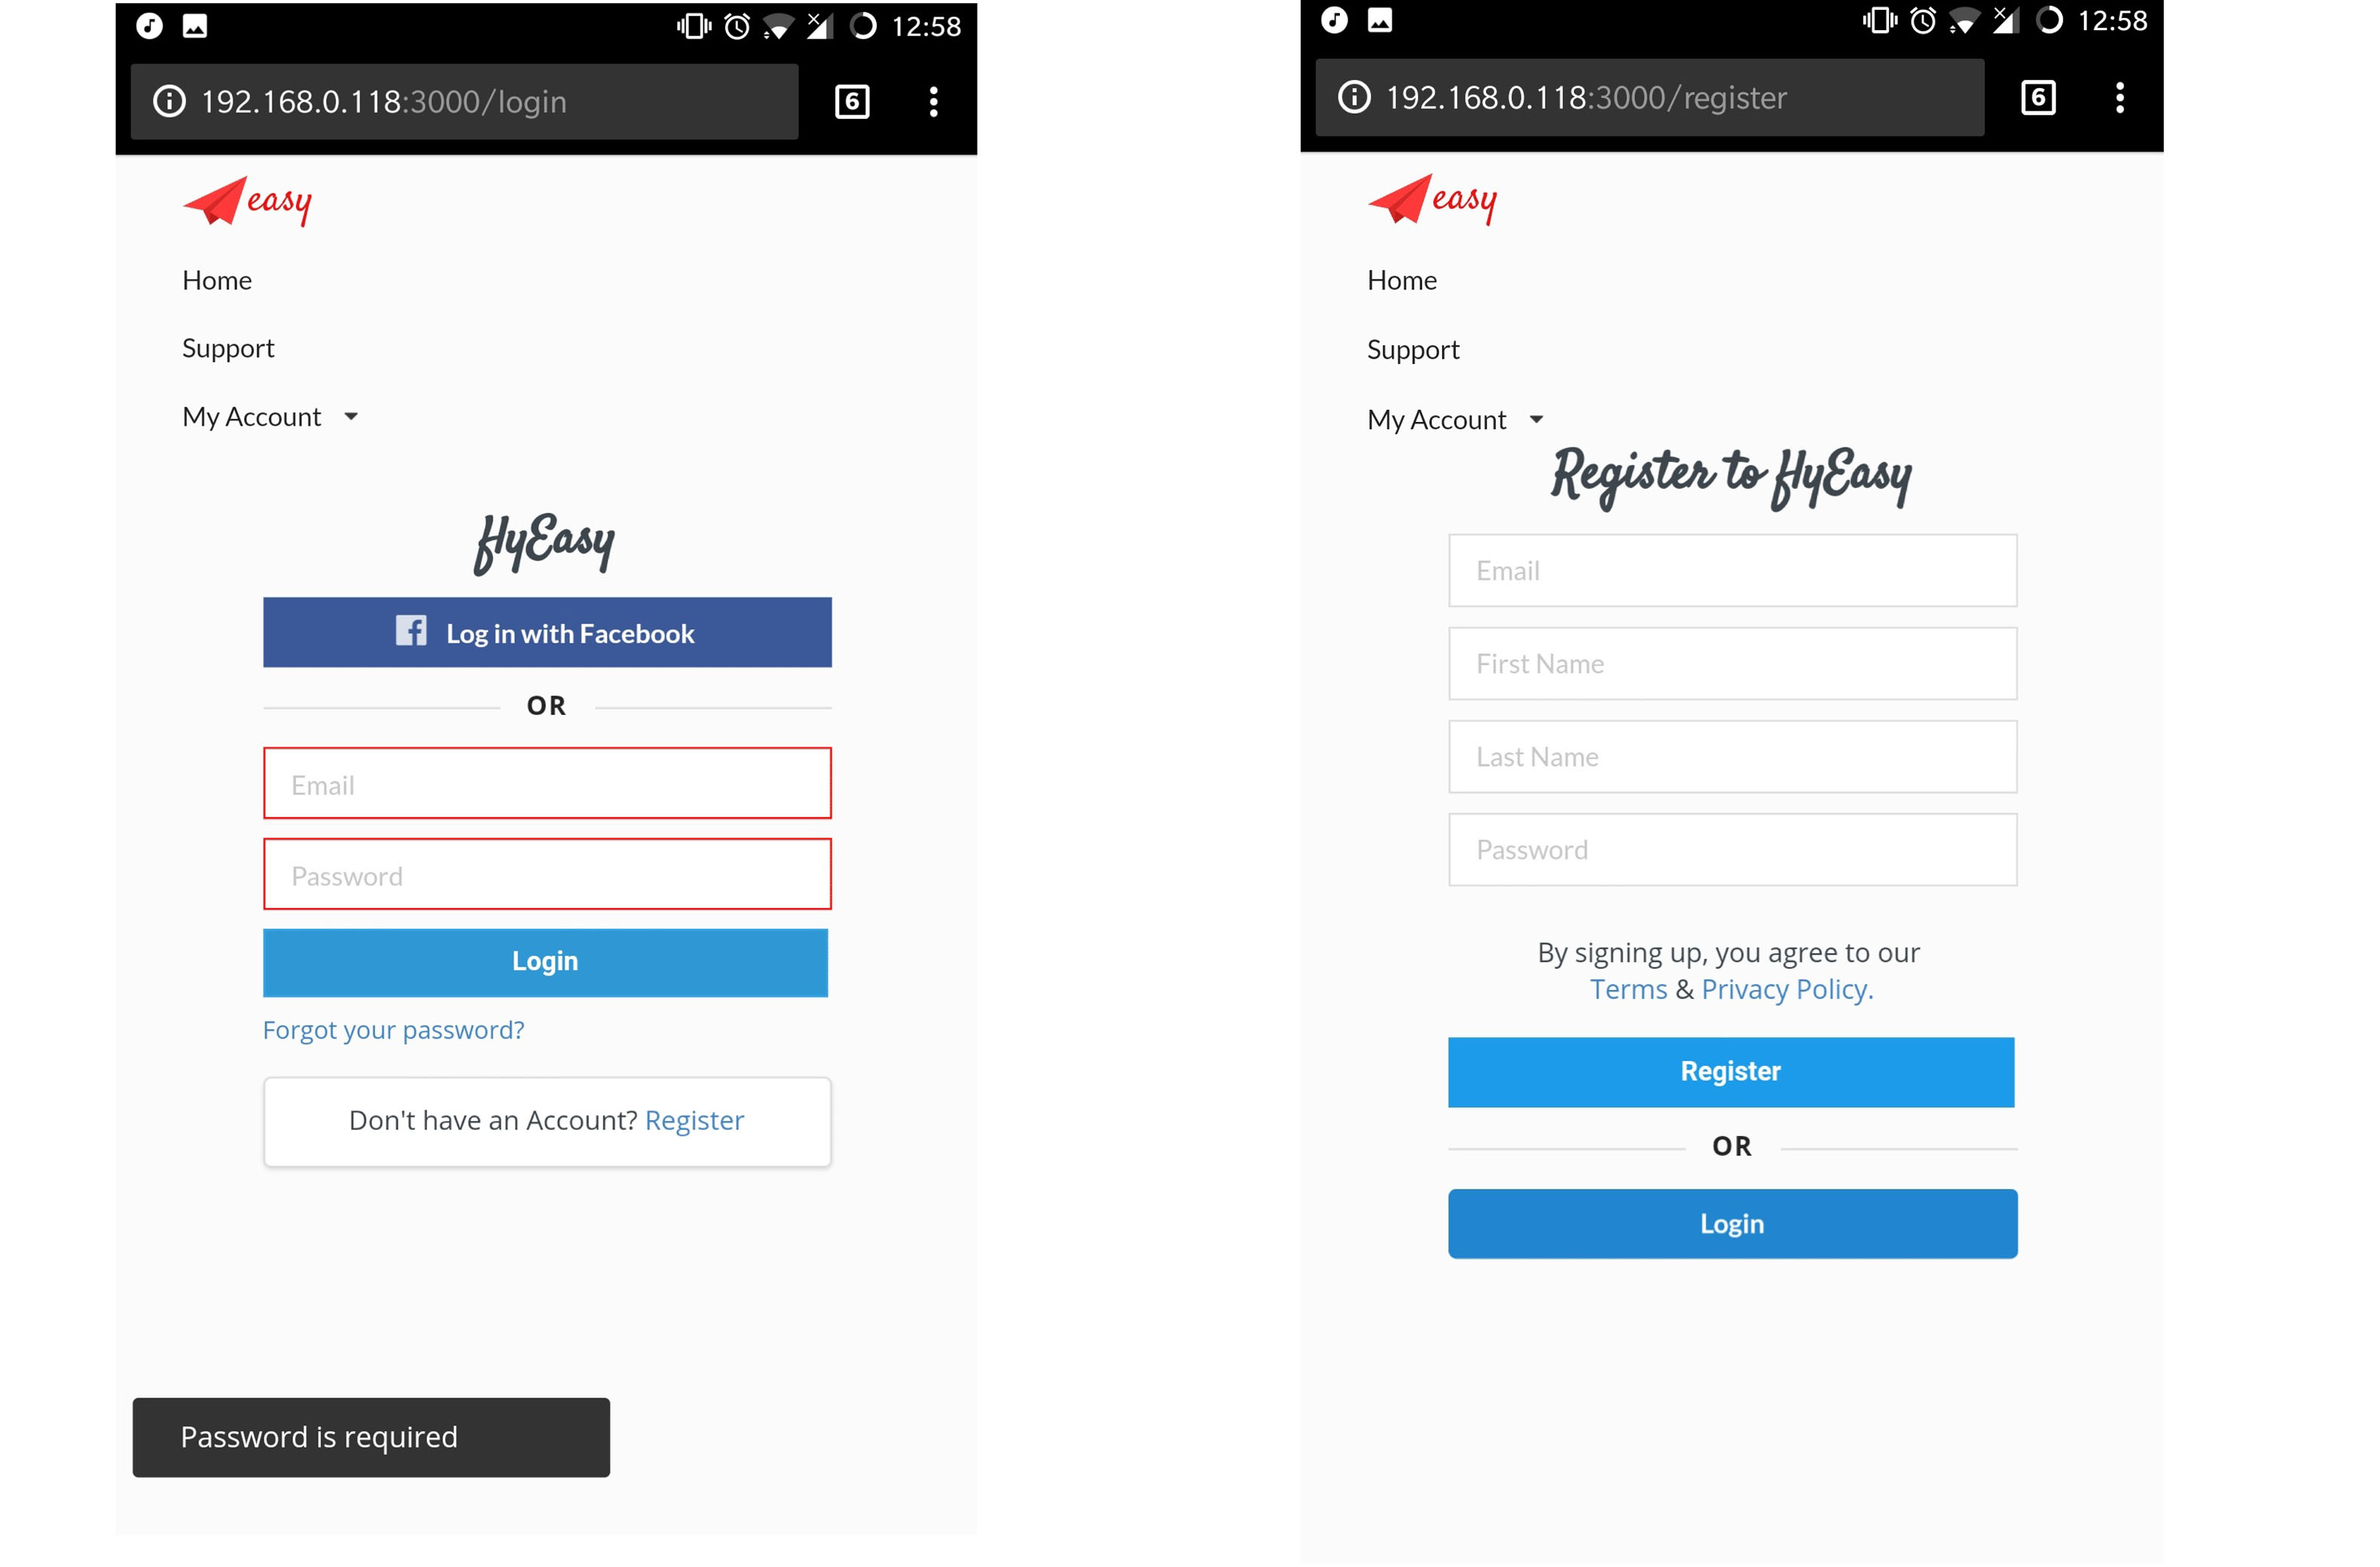 12:58
192.168.0.118:3000/login
6
easy
Home
Support
My Account
flyEasy
Log in with Facebook
OR
Email
Password
Login
Forgot your password?
Don't have an Account? Register
Password is required
12:58
192.168.0.118:3000/register
6
easy
Home
Support
My Account
Register to flyEasy
Email
First Name
Last Name
Password
By signing up, you agree to our
Terms & Privacy Policy.
Register
OR
Login